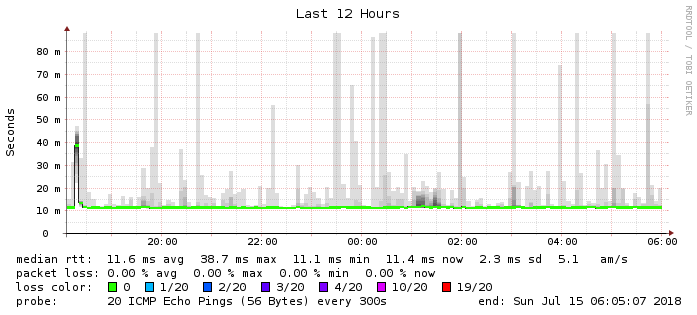 Last 12 Hours
RRDTOOL / TOBI OETIKER
Seconds
80 m
70 m
60 m
50 m
40 m
30 m
20 m
10 m
0
20:00 22:00 00:00 02:00 04:00 06:00
median rtt: 11.6 ms avg 38.7 ms max 11.1 ms min 11.4 ms now 2.3 ms sd 5.1 am/s
packet loss: 0.00 % avg 0.00 % max 0.00 % min 0.00 % now
loss color: 0 1/20 2/20 3/20 4/20 10/20 19/20
probe: 20 ICMP Echo Pings (56 Bytes) every 300s end: Sun Jul 15 06:05:07 2018